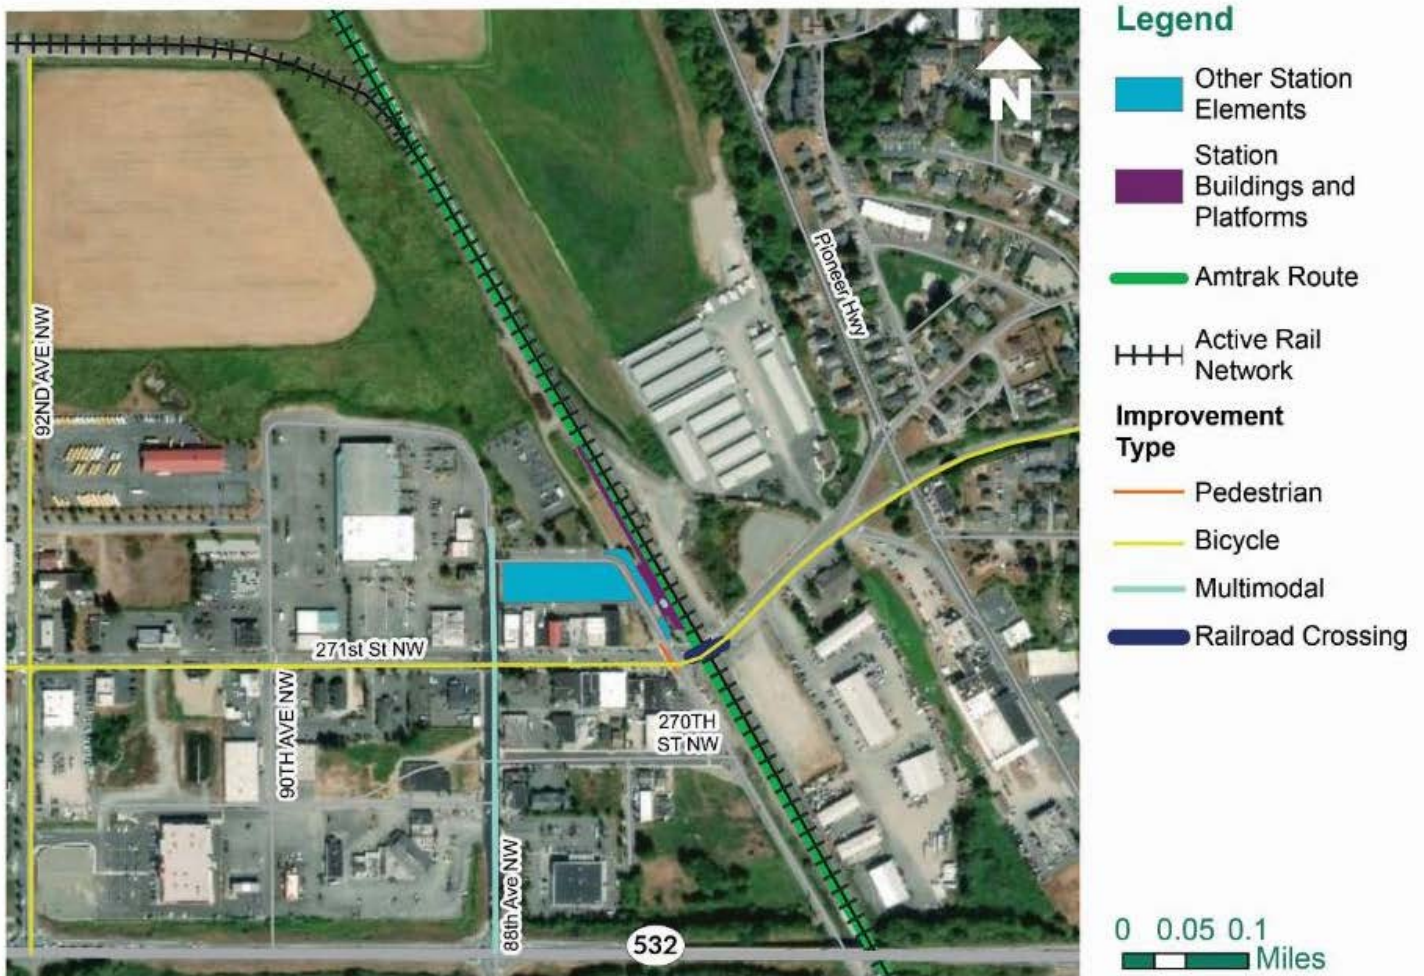 Legend
Other Station
Elements
Station
Buildings and
Platforms
Amtrak Route
Active Rail
Network
Improvement
Type
Pedestrian
Bicycle
Multimodal
Railroad Crossing
0 0.05 0.1
Miles
N
Pioneer Hwy
92ND AVE NW
271st St NW
90TH AVE NW
270TH
ST NW
88th Ave NW
532